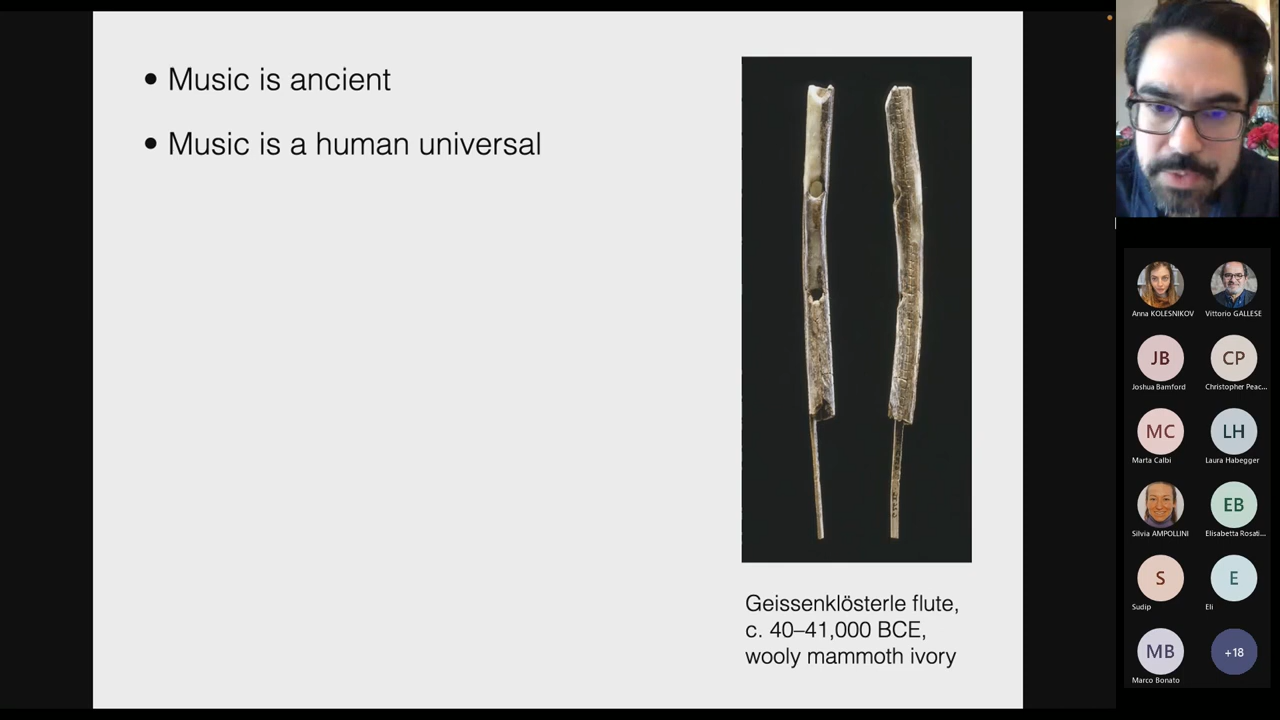 • Music is ancient
• Music is a human universal
Geissenklösterle flute,
c. 40–41,000 BCE,
wooly mammoth ivory
Anna KOLESNIKOV
Vittorio GALLESE
JB
CP
Joshua Bamford
Christopher Peac...
MC
LH
Marta Calbi
Laura Habegger
EB
Silvia AMPOLLINI
Elisabetta Rosati...
S
E
Sudip
Eli
MB
+18
Marco Bonato